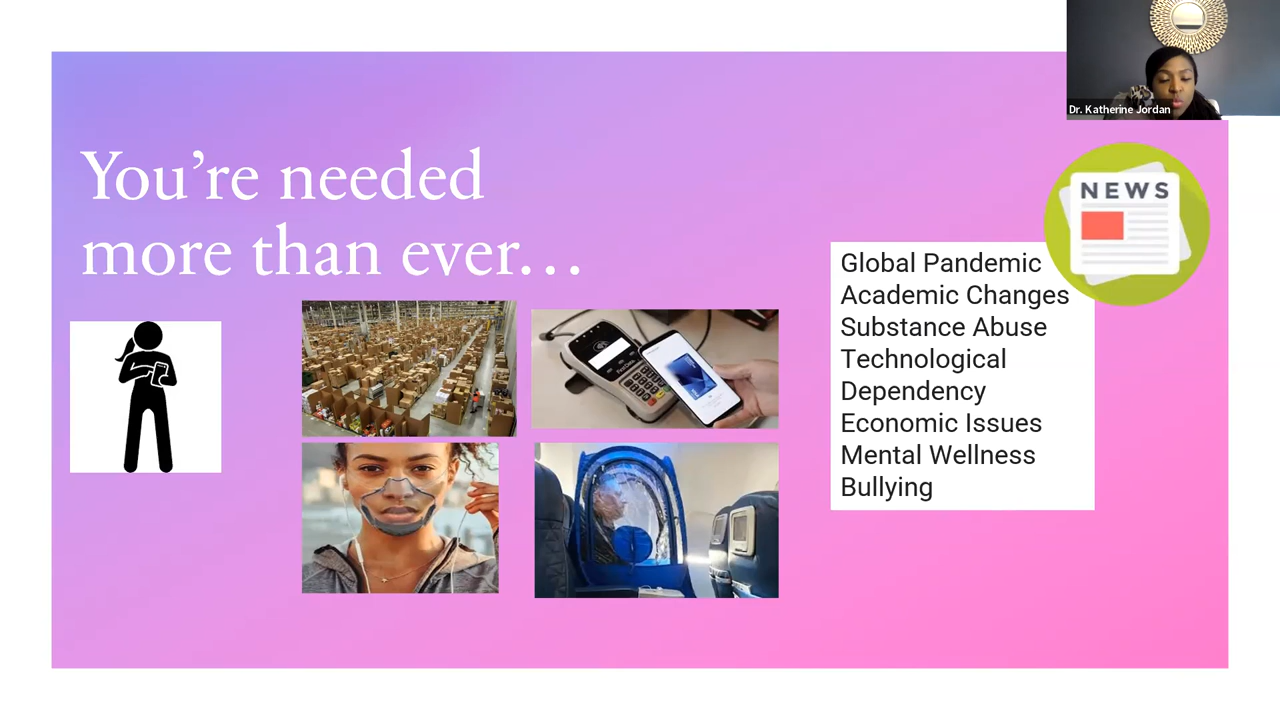 Dr. Katherine Jordan
You’re needed
more than ever…
NEWS
Global Pandemic
Academic Changes
Substance Abuse
Technological
Dependency
Economic Issues
Mental Wellness
Bullying